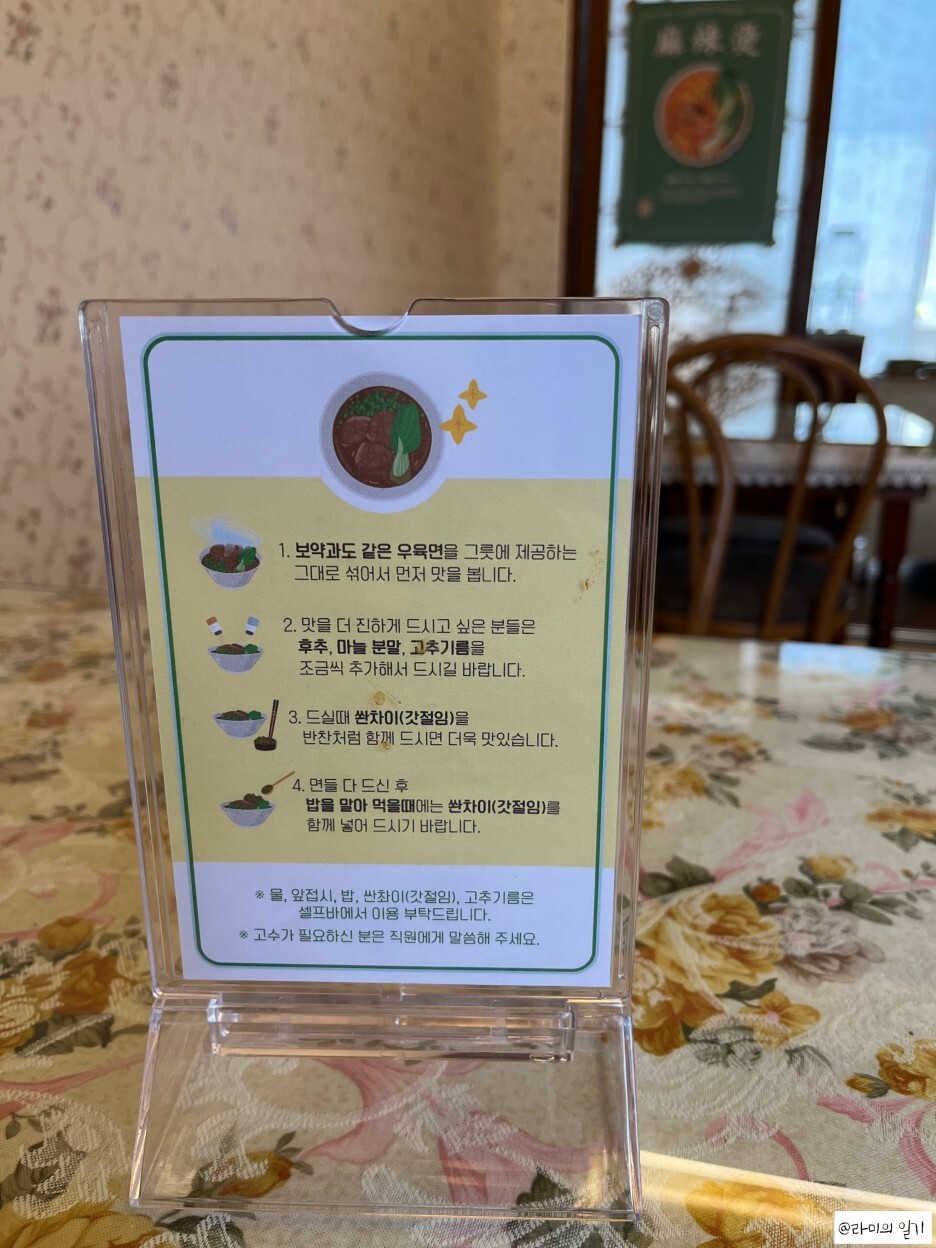 麻辣烫
1. 보약과도 같은 우육면을 그릇에 제공하는
그대로 섞어서 먼저 맛을 봅니다.
2. 맛을 더 진하게 드시고 싶은 분들은
후추, 마늘 분말, 고추기름을
조금씩 추가해서 드시길 바랍니다.
3. 드실때 싼차이(갓절임)을
반찬처럼 함께 드시면 더욱 맛있습니다.
4. 면들 다 드신 후
밥을 말아 먹을때에는 싼차이(갓절임)를
함께 넣어 드시기 바랍니다.
※ 물, 앞접시, 밥, 싼촤이(갓절임), 고추기름은
셀프바에서 이용 부탁드립니다.
※ 고수가 필요하신 분은 직원에게 말씀해 주세요.
@라미의 일기